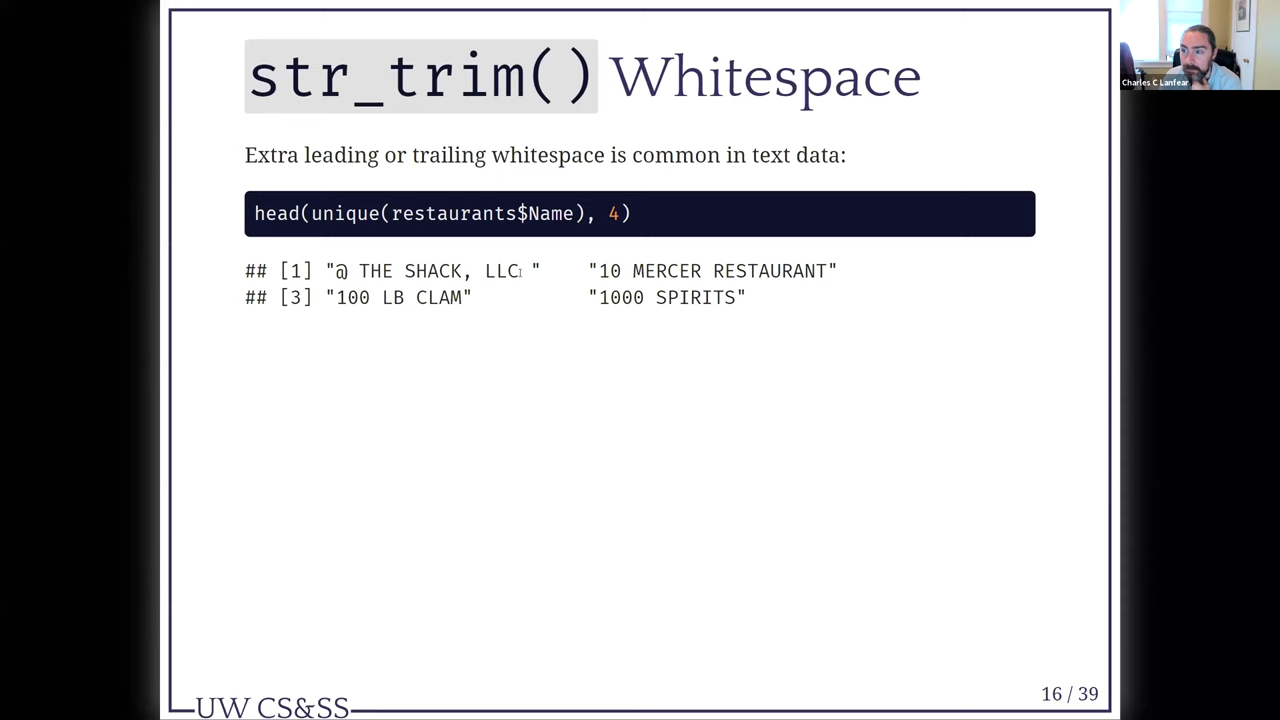 str_trim() Whitespace
Charles C Lanfear
Extra leading or trailing whitespace is common in text data:
head(unique(restaurants$Name), 4)
## [1] "@ THE SHACK, LLC "    "10 MERCER RESTAURANT"
## [3] "100 LB CLAM"          "1000 SPIRITS"
16 / 39
UW CS&SS